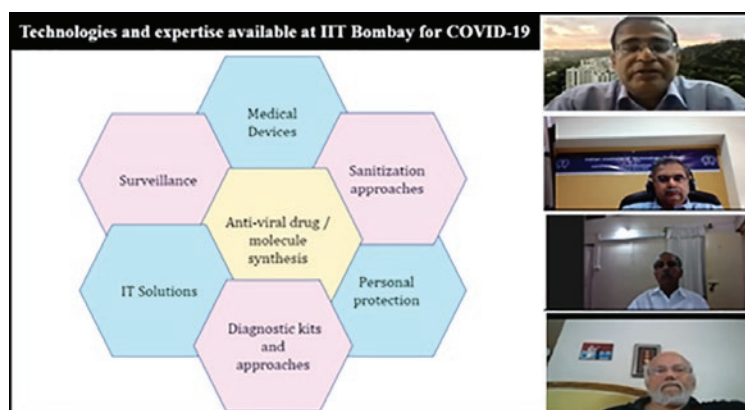 Technologies and expertise available at IIT Bombay for COVID-19
Medical
Devices
Surveillance
Sanitization
approaches
Anti-viral drug /
molecule
synthesis
IT Solutions
Personal
protection
Diagnostic kits
and
approaches